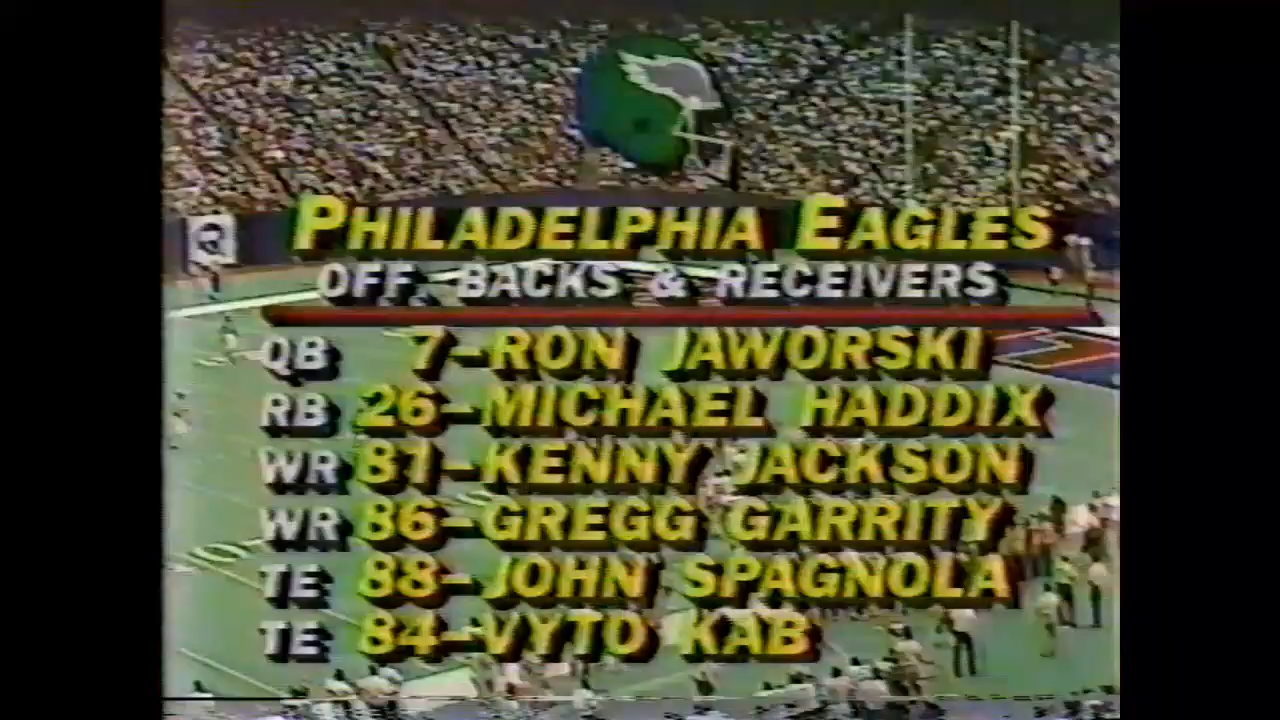 PHILADELPHIA EAGLES
OFF. BACKS & RECEIVERS
QB 7-RON JAWORSKI
RB 26-MICHAEL HADDIX
WR 81-KENNY JACKSON
WR 86-GREGG GARRITY
TE 88-JOHN SPAGNOLA
TE 84-VYTO KAB